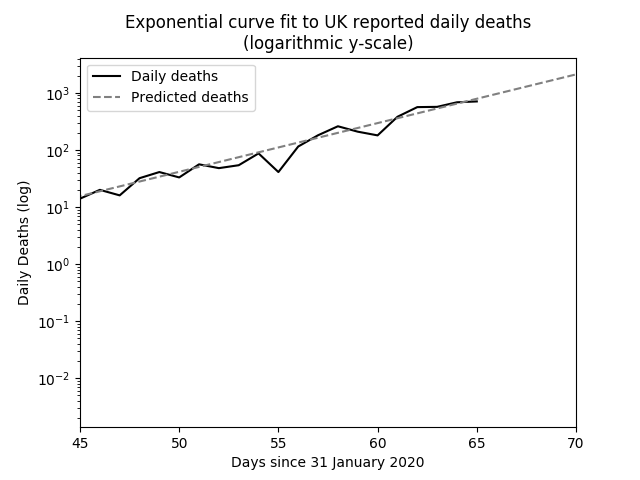 Exponential curve fit to UK reported daily deaths
(logarithmic y-scale)
Daily deaths
Predicted deaths
Daily Deaths (log)
10³
10²
10¹
10⁰
10⁻¹
10⁻²
45 50 55 60 65 70
Days since 31 January 2020